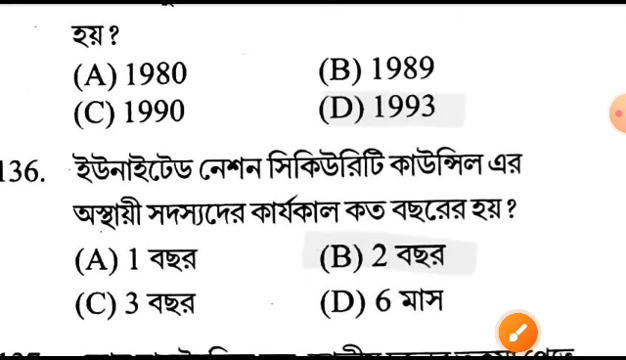 হয়?
(A) 1980 (B) 1989
(C) 1990 (D) 1993
136. ইউনাইটেড নেশন সিকিউরিটি কাউন্সিল এর
অস্থায়ী সদস্যদের কার্যকাল কত বছরের হয়?
(A) 1 বছর (B) 2 বছর
(C) 3 বছর (D) 6 মাস